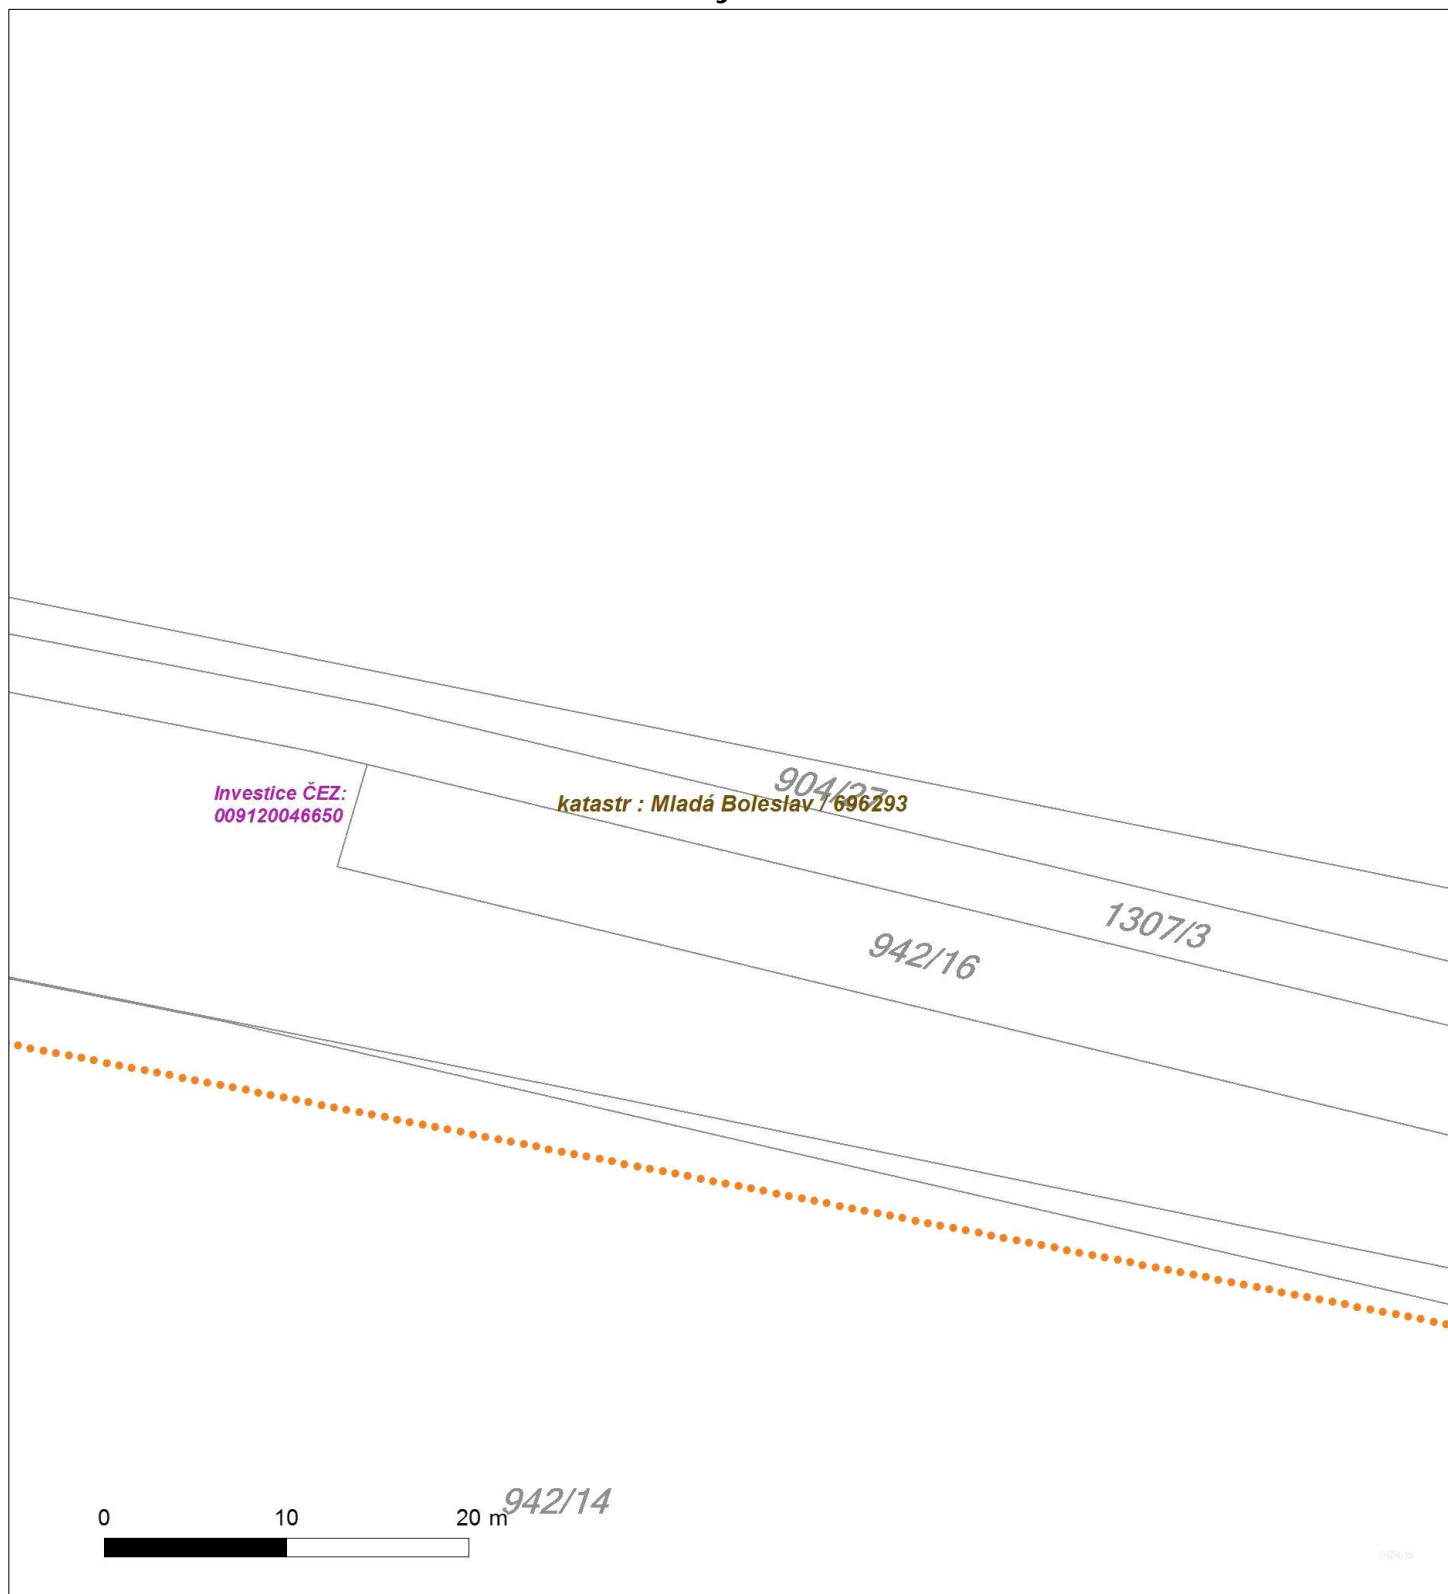 904/27
Investice ČEZ:
009120046650
katastr : Mladá Boleslav / 696293
1307/3
942/16
942/14
0 10 20 m